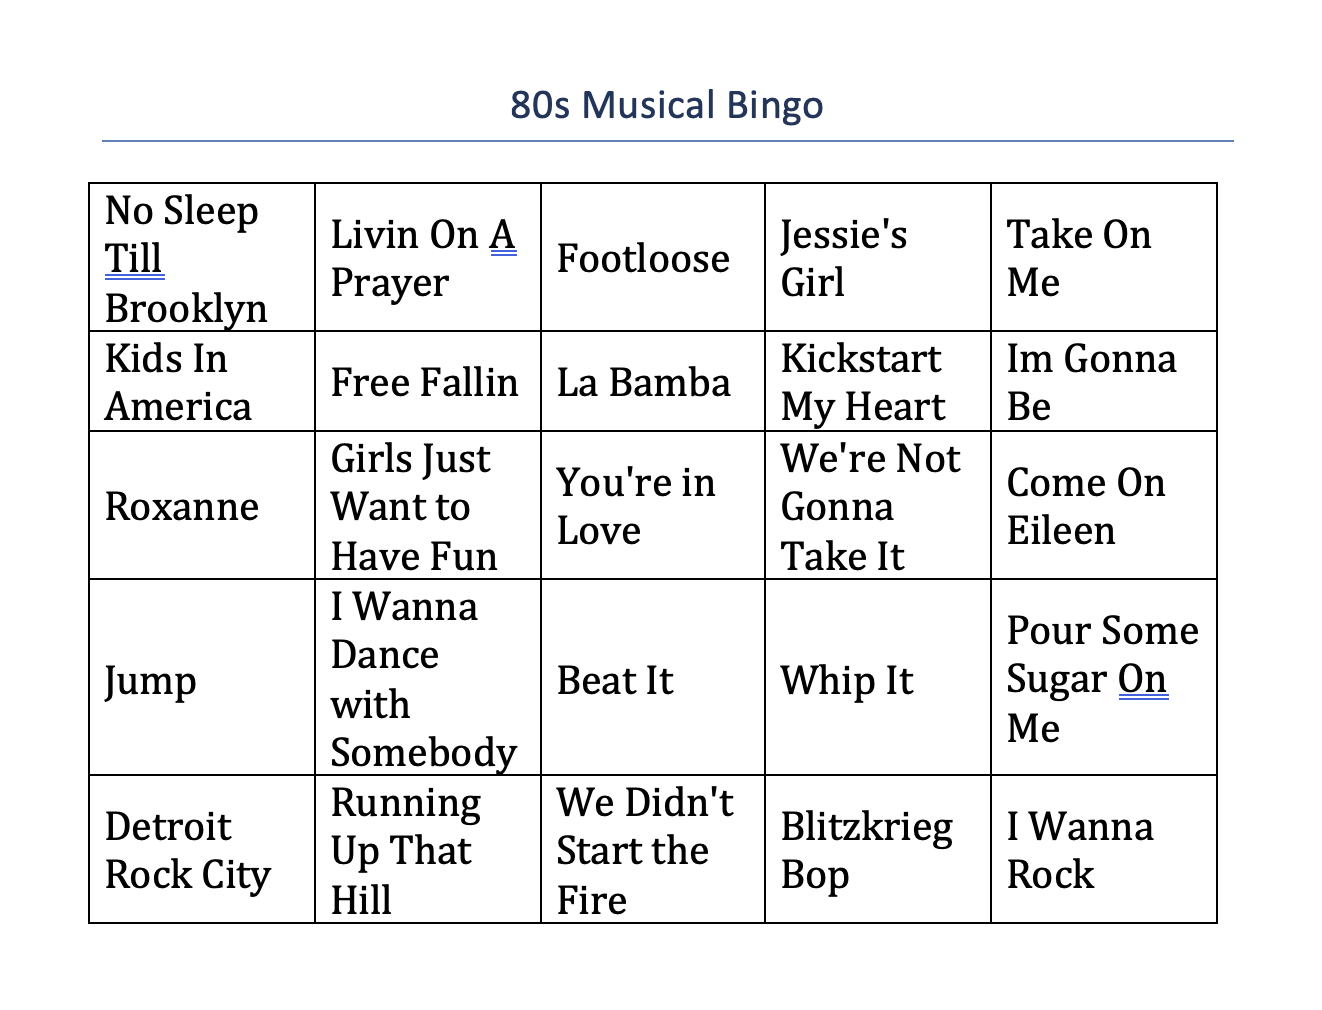 80s Musical Bingo
No Sleep
Till
Brooklyn
Livin On A
Prayer
Footloose
Jessie's
Girl
Take On
Me
Kids In
America
Free Fallin
La Bamba
Kickstart
My Heart
Im Gonna
Be
Roxanne
Girls Just
Want to
Have Fun
You're in
Love
We're Not
Gonna
Take It
Come On
Eileen
Jump
I Wanna
Dance
with
Somebody
Beat It
Whip It
Pour Some
Sugar On
Me
Detroit
Rock City
Running
Up That
Hill
We Didn't
Start the
Fire
Blitzkrieg
Bop
I Wanna
Rock